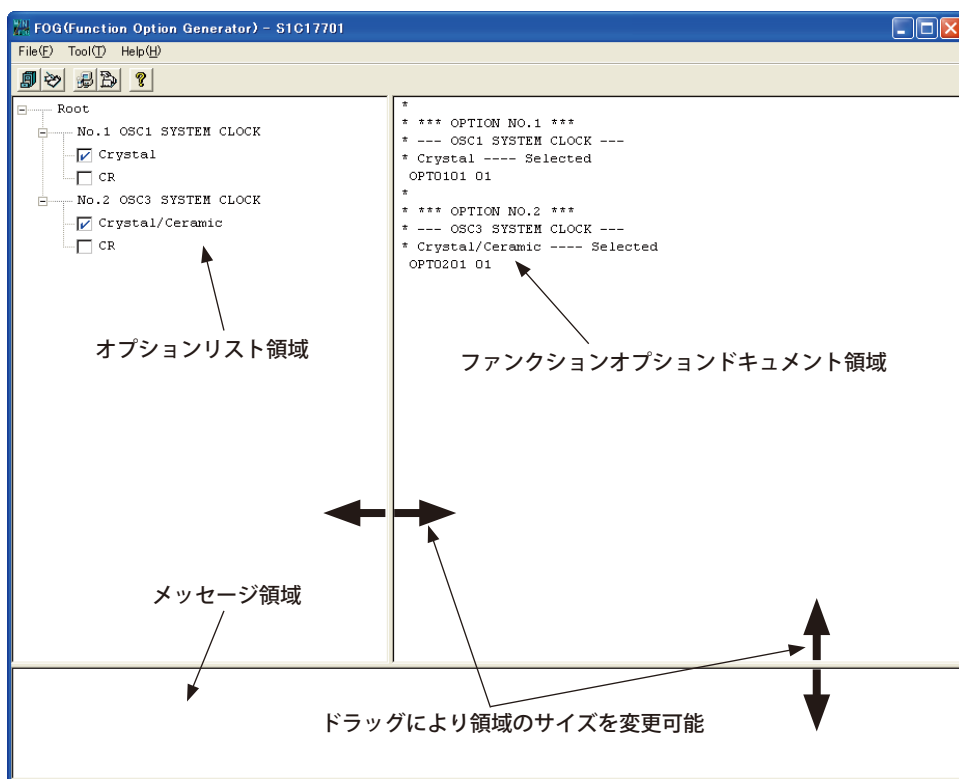 FOG(Function Option Generator) - S1C17701
File(F) Tool(T) Help(H)
Root
No.1 OSC1 SYSTEM CLOCK
Crystal
CR
No.2 OSC3 SYSTEM CLOCK
Crystal/Ceramic
CR
オプションリスト領域
*
* *** OPTION NO.1 ***
* --- OSC1 SYSTEM CLOCK ---
* Crystal ---- Selected
OPT0101 01
*
* *** OPTION NO.2 ***
* --- OSC3 SYSTEM CLOCK ---
* Crystal/Ceramic ---- Selected
OPT0201 01
ファンクションオプションドキュメント領域
メッセージ領域
ドラッグにより領域のサイズを変更可能